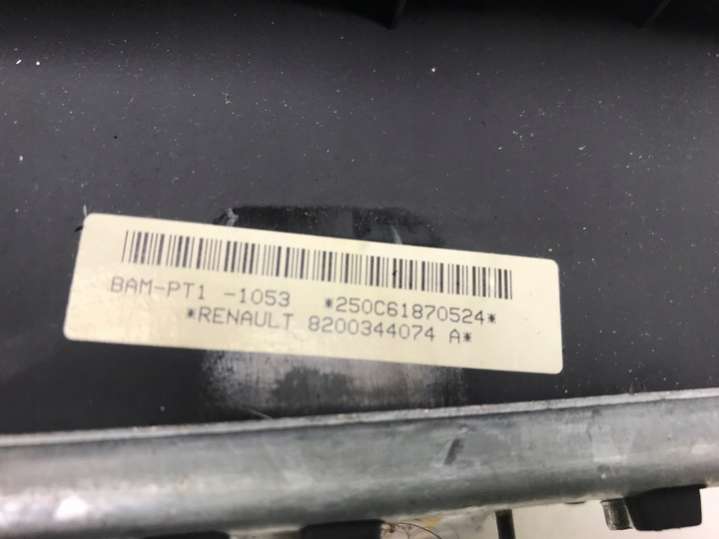 BAM-PT1 -1053 *250C61870524*
*RENAULT 8200344074 A*